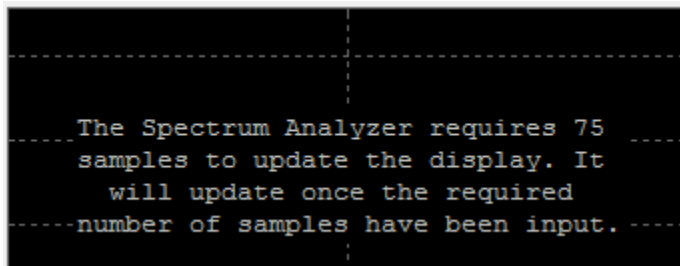 The Spectrum Analyzer requires 75
samples to update the display. It
will update once the required
number of samples have been input.